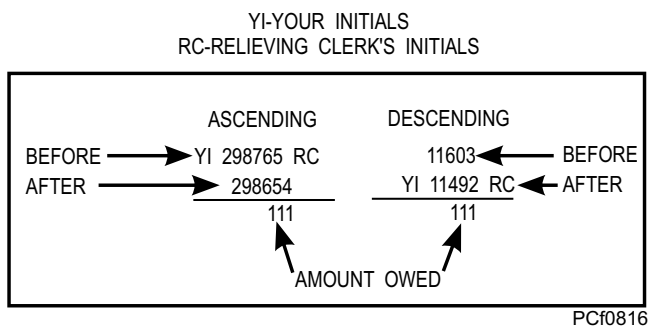 YI-YOUR INITIALS
RC-RELIEVING CLERK'S INITIALS
ASCENDING DESCENDING
BEFORE YI 298765 RC 11603 BEFORE
AFTER 298654 YI 11492 RC AFTER
111 111
AMOUNT OWED
PCf0816